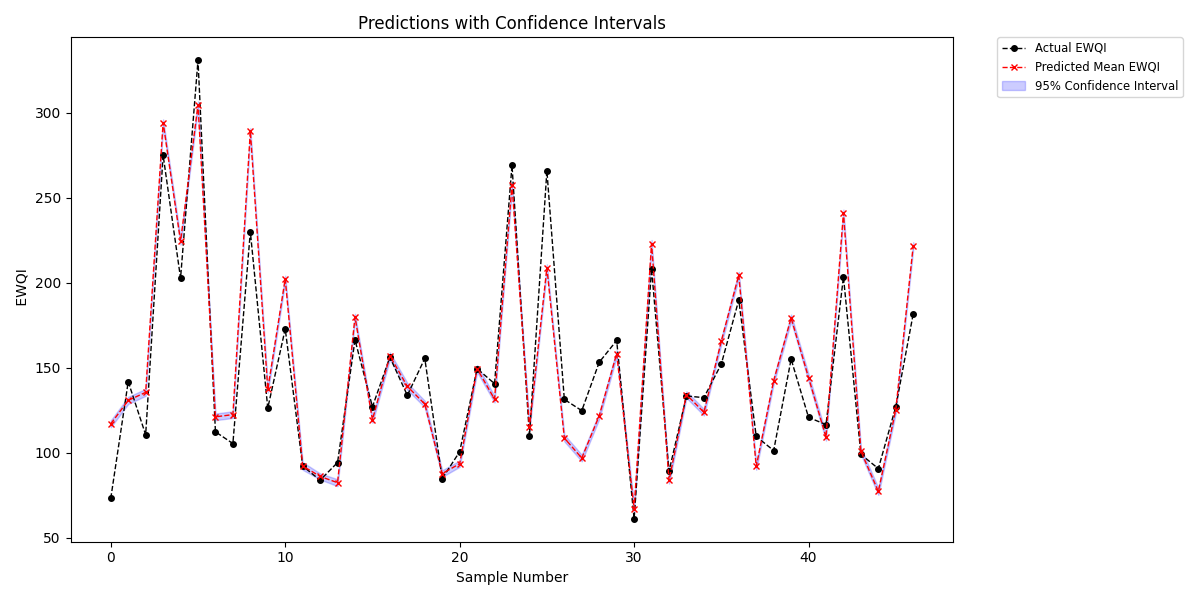 Predictions with Confidence Intervals
Actual EWQI
Predicted Mean EWQI
95% Confidence Interval
300
250
200
150
100
50
EWQI
0
10
20
30
40
Sample Number